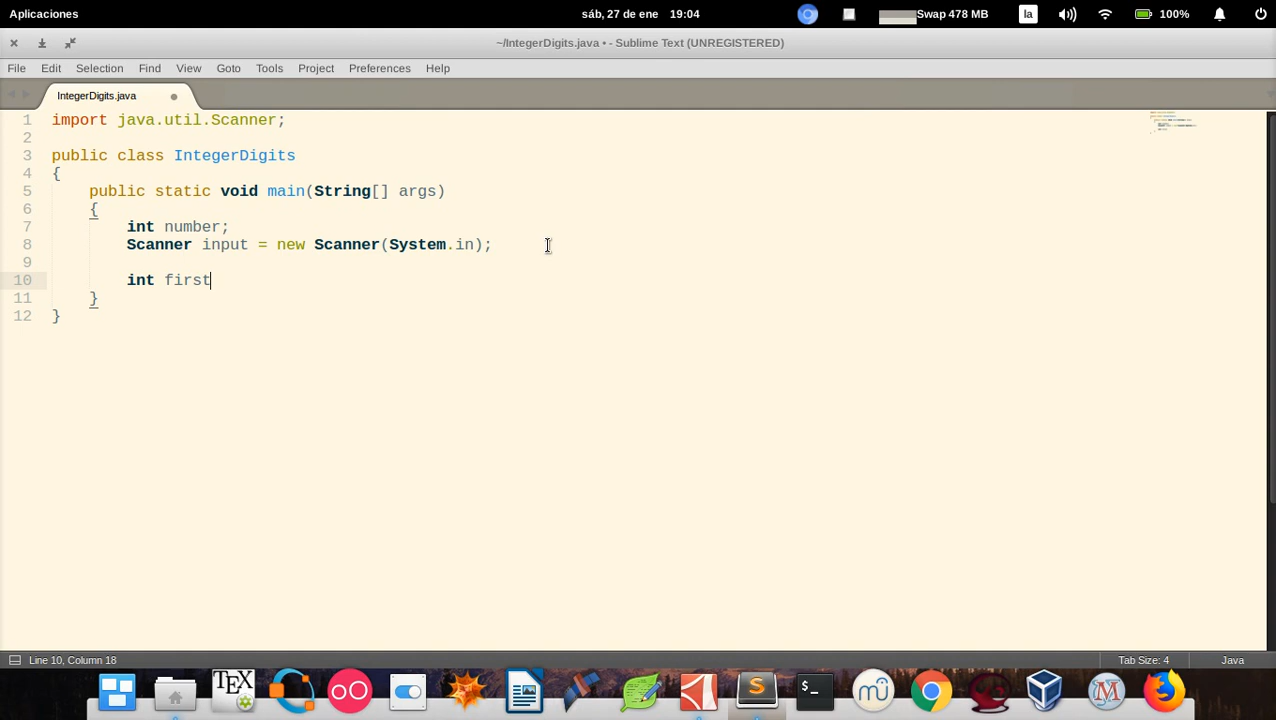 Aplicaciones sáb, 27 de ene 19:04 Swap 478 MB la 100%
~/IntegerDigits.java • - Sublime Text (UNREGISTERED)
File Edit Selection Find View Goto Tools Project Preferences Help
IntegerDigits.java
1 import java.util.Scanner;
2
3 public class IntegerDigits
4 {
5 public static void main(String[] args)
6 {
7 int number;
8 Scanner input = new Scanner(System.in);
9
10 int first
11 }
12 }
Line 10, Column 18 Tab Size: 4 Java
TEX S >_ mu M